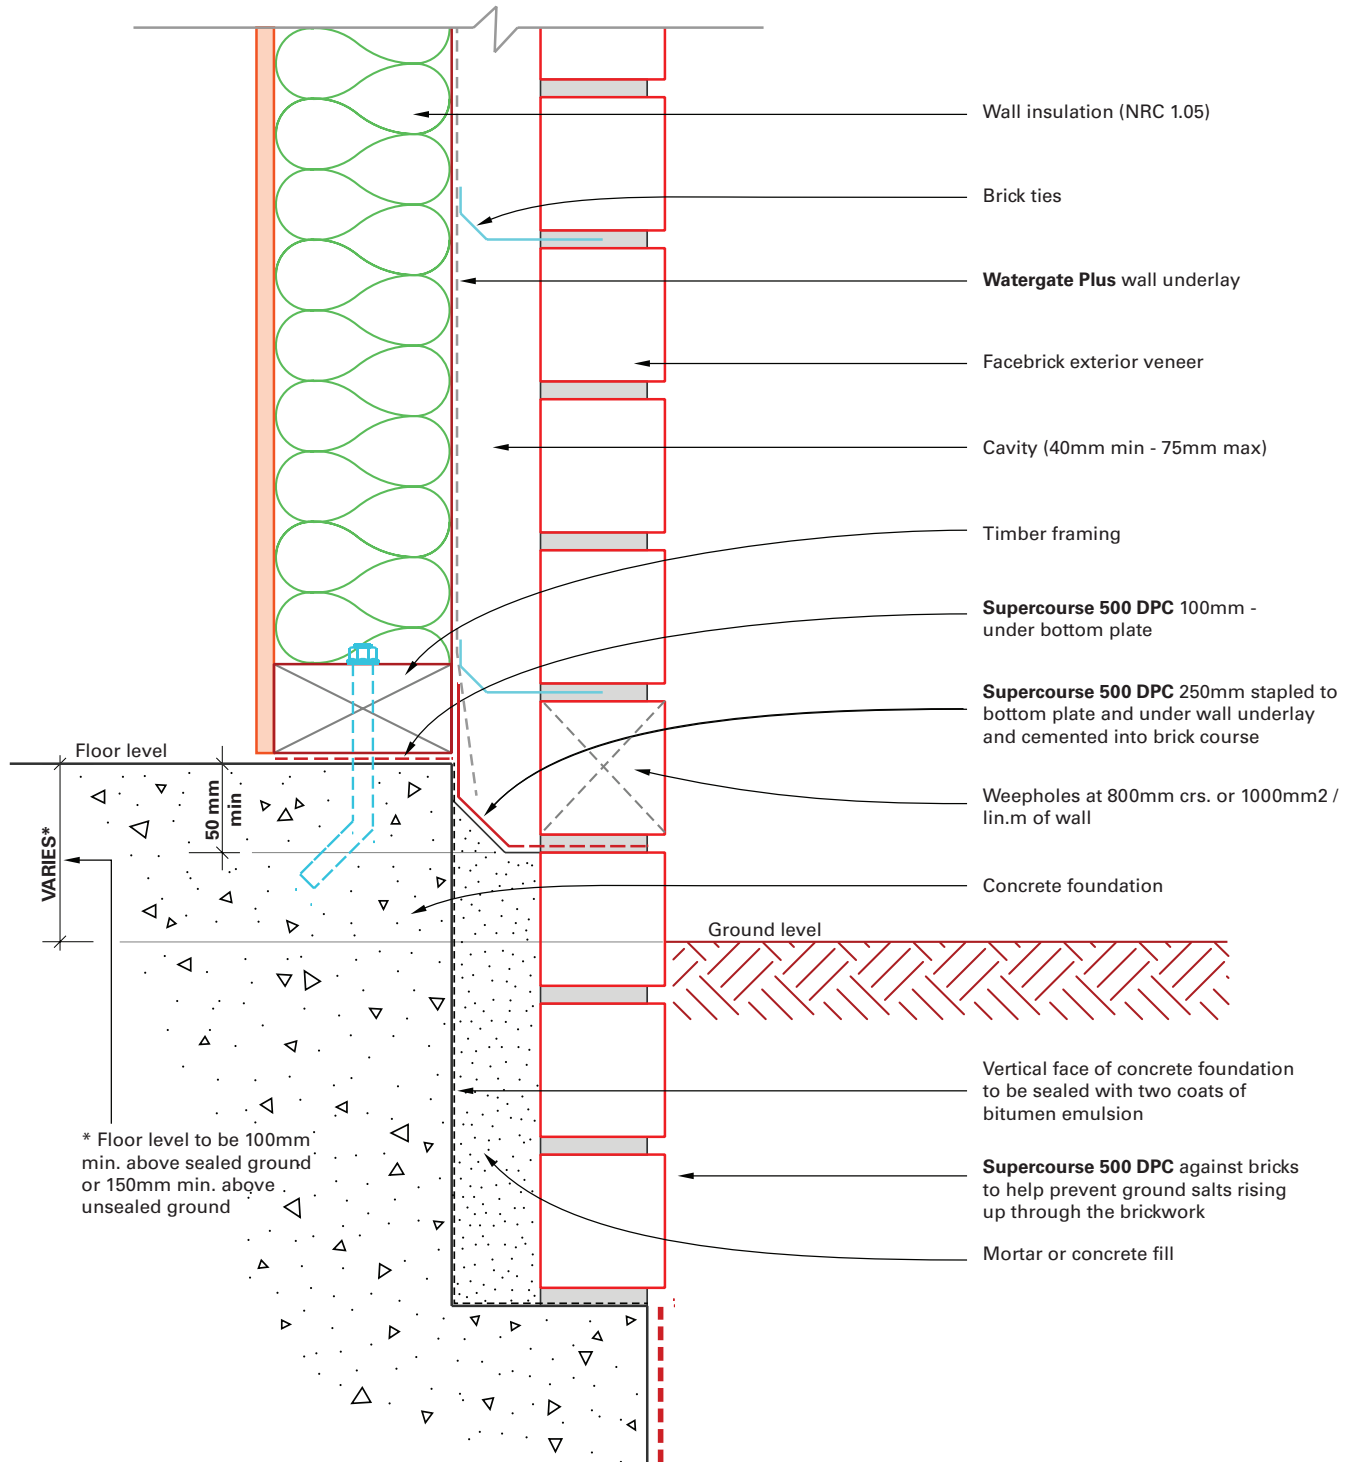 Wall insulation (NRC 1.05)
Brick ties
Watergate Plus wall underlay
Facebrick exterior veneer
Cavity (40mm min - 75mm max)
Timber framing
Supercourse 500 DPC 100mm -
under bottom plate
Supercourse 500 DPC 250mm stapled to
bottom plate and under wall underlay
and cemented into brick course
Floor level
50 mm
min
VARIES*
Weepholes at 800mm crs. or 1000mm2 /
lin.m of wall
Concrete foundation
Ground level
Vertical face of concrete foundation
to be sealed with two coats of
bitumen emulsion
* Floor level to be 100mm
min. above sealed ground
or 150mm min. above
unsealed ground
Supercourse 500 DPC against bricks
to help prevent ground salts rising
up through the brickwork
Mortar or concrete fill